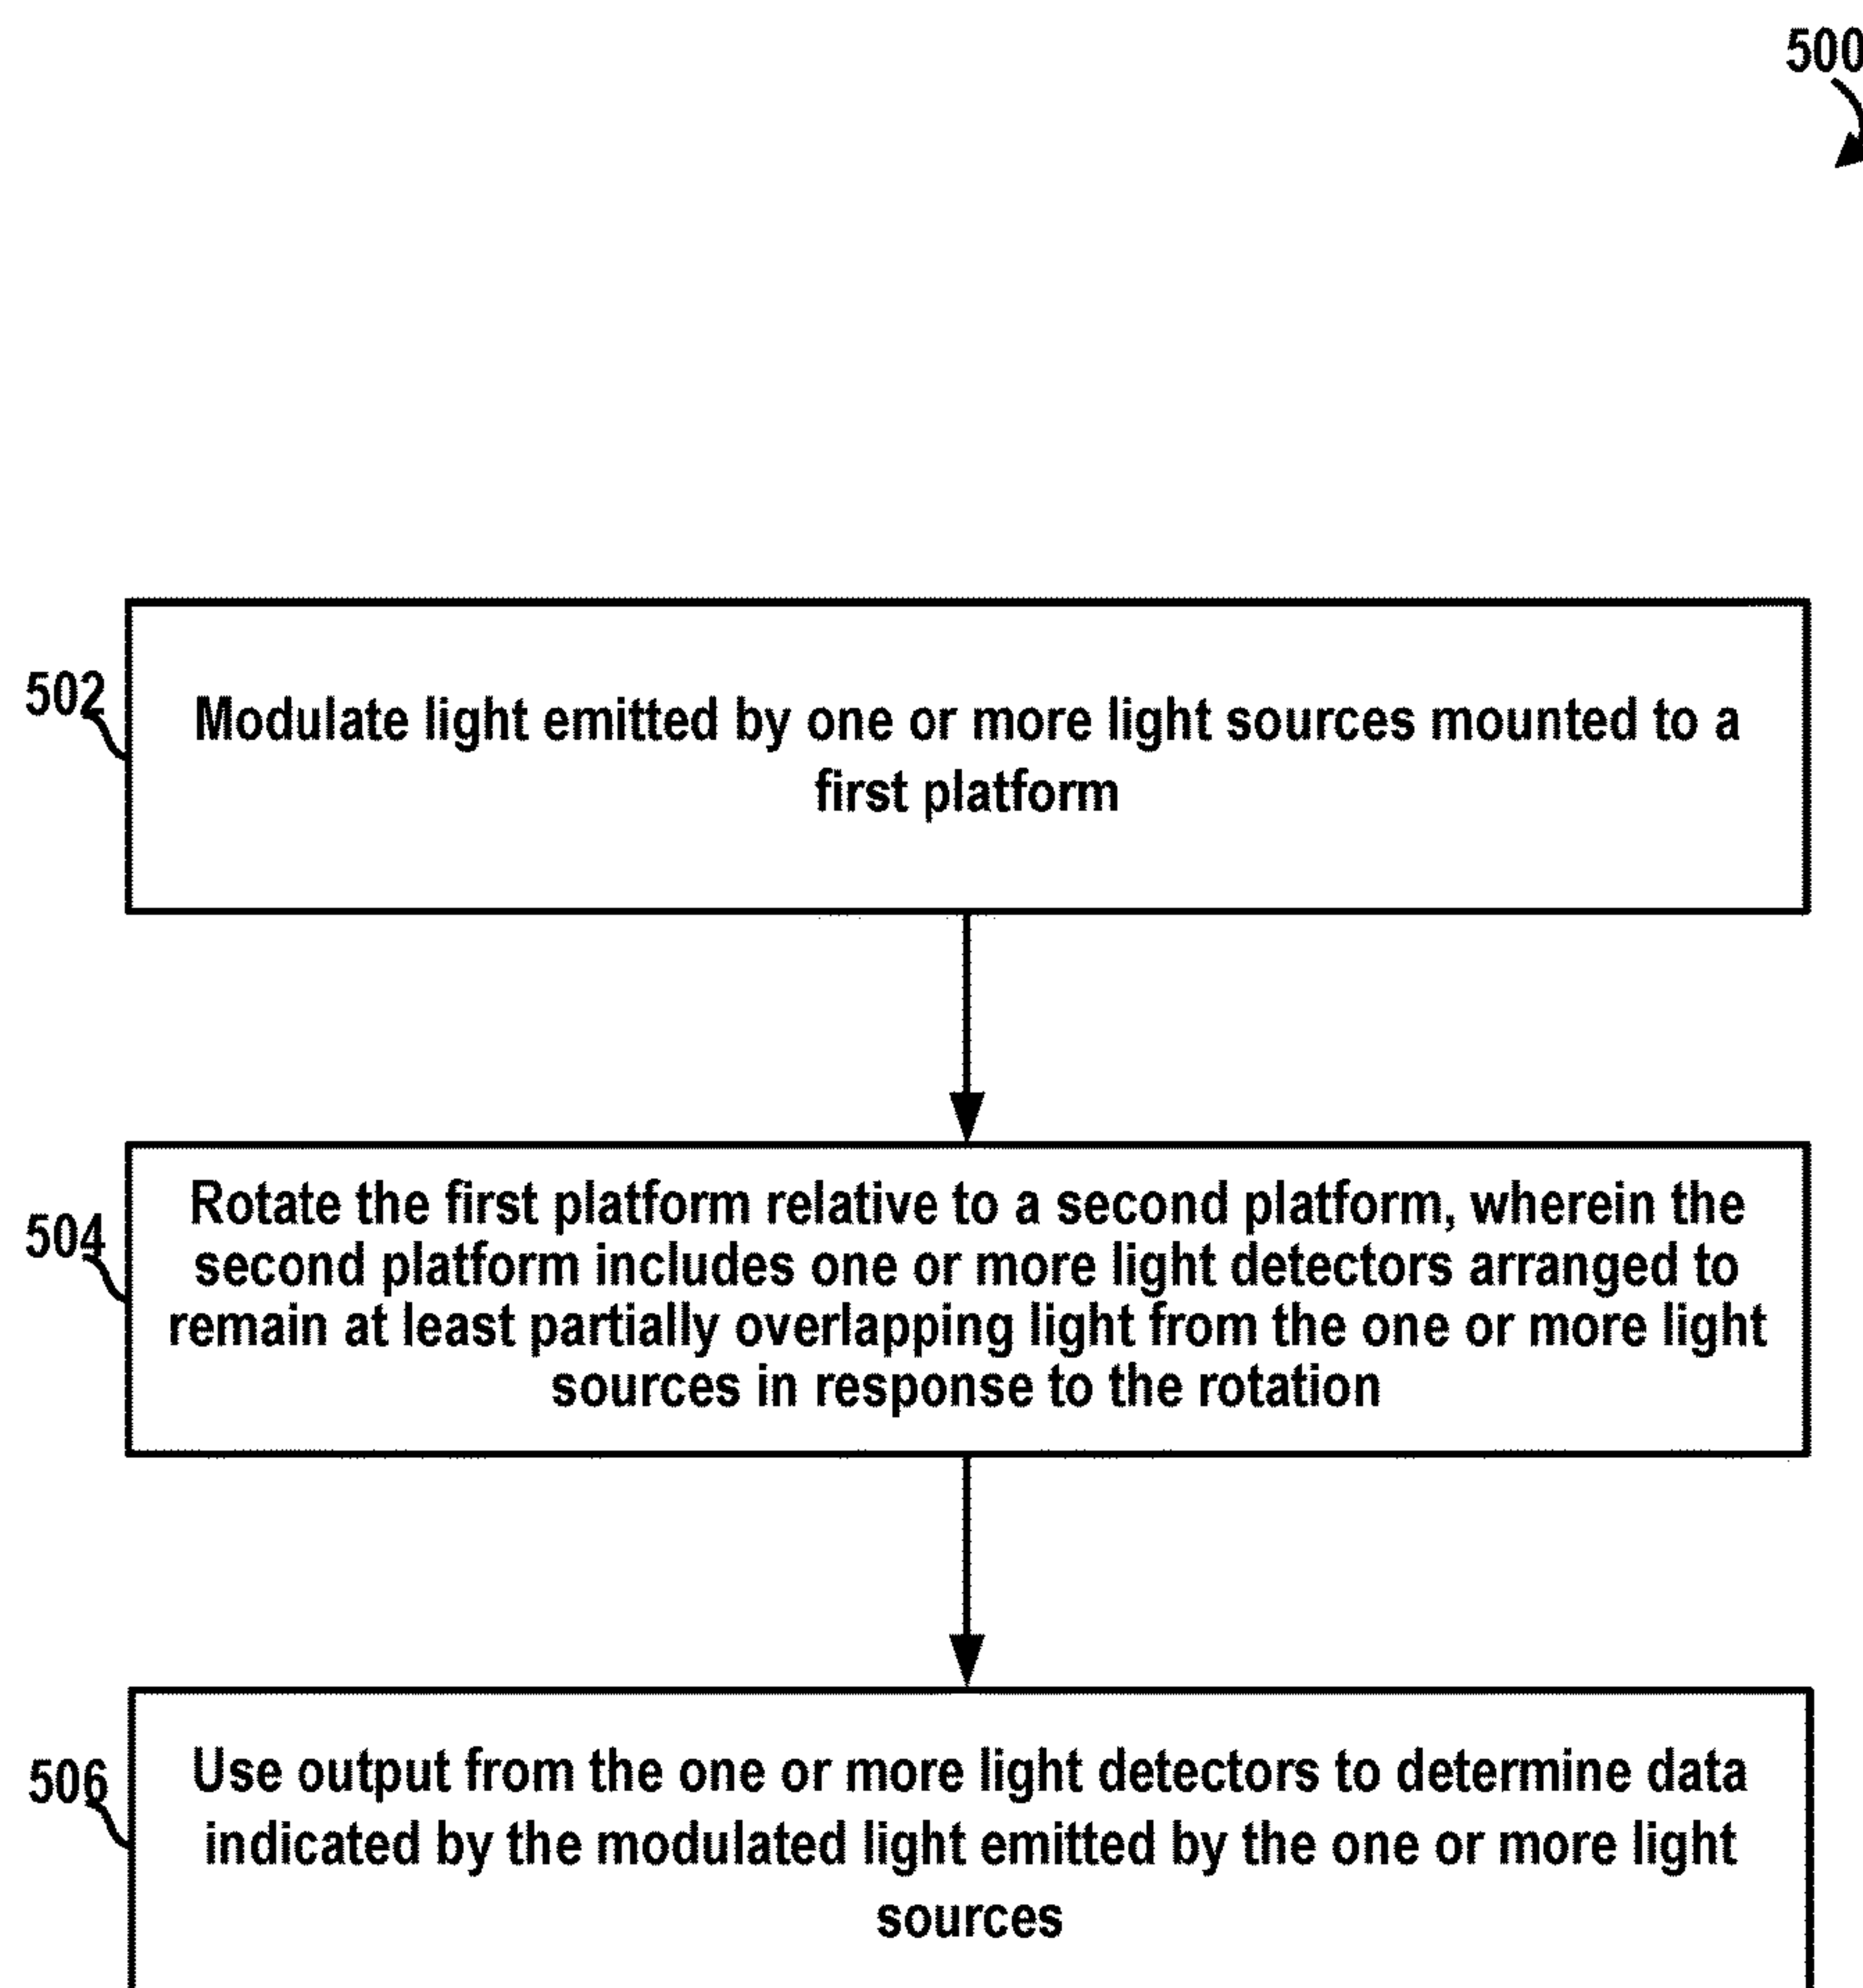 500
502
Modulate light emitted by one or more light sources mounted to a
first platform
504
Rotate the first platform relative to a second platform, wherein the
second platform includes one or more light detectors arranged to
remain at least partially overlapping light from the one or more light
sources in response to the rotation
506
Use output from the one or more light detectors to determine data
indicated by the modulated light emitted by the one or more light
sources